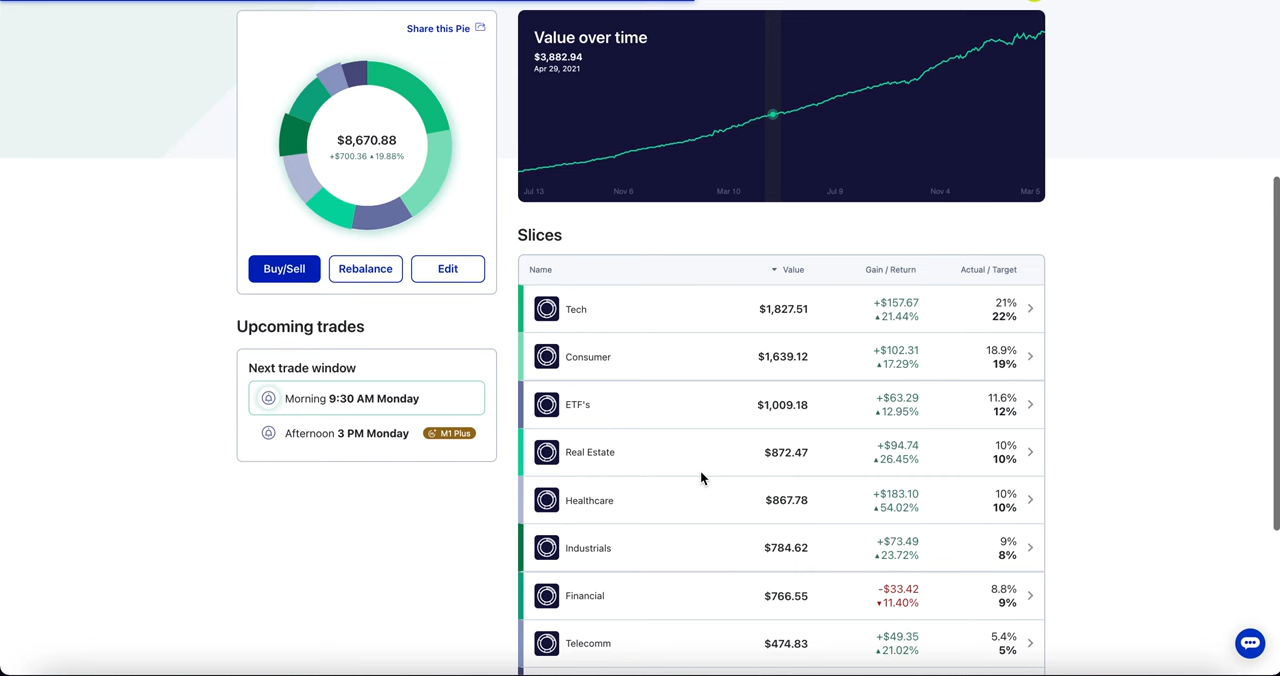 Share this Pie
$8,670.88
+$700.36 ▲ 19.88%
Buy/Sell
Rebalance
Edit
Upcoming trades
Next trade window
Morning 9:30 AM Monday
Afternoon 3 PM Monday
M1 Plus
Value over time
$3,882.94
Apr 29, 2021
Jul 13 Nov 6 Mar 10 Jul 9 Nov 4 Mar 5
Slices
Name ▼ Value Gain / Return Actual / Target
Tech $1,827.51 +$157.67 21%
▲21.44% 22%
Consumer $1,639.12 +$102.31 18.9%
▲17.29% 19%
ETF's $1,009.18 +$63.29 11.6%
▲12.95% 12%
Real Estate $872.47 +$94.74 10%
▲26.45% 10%
Healthcare $867.78 +$183.10 10%
▲54.02% 10%
Industrials $784.62 +$73.49 9%
▲23.72% 8%
Financial $766.55 -$33.42 8.8%
▼11.40% 9%
Telecomm $474.83 +$49.35 5.4%
▲21.02% 5%